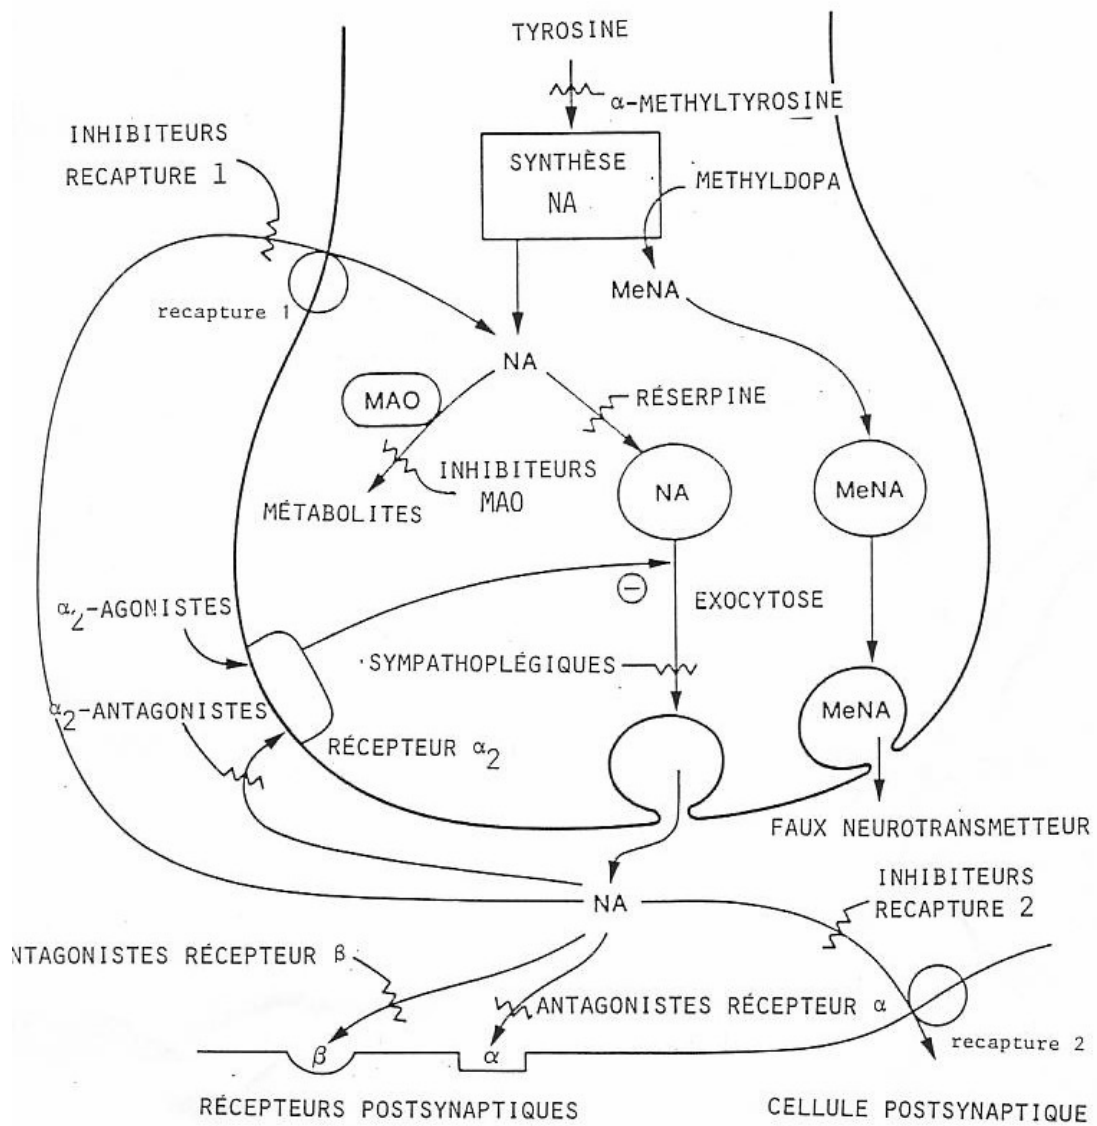 TYROSINE
α-METHYLTYROSINE
INHIBITEURS
RECAPTURE 1
SYNTHÈSE
NA
METHYLDOPA
MeNA
recapture 1
NA
MAO
RÉSERPINE
INHIBITEURS
MAO
MÉTABOLITES
NA
MeNA
α2-AGONISTES
−
EXOCYTOSE
SYMPATHOPLÉGIQUES
α2-ANTAGONISTES
RÉCEPTEUR α2
MeNA
FAUX NEUROTRANSMETTEUR
NA
INHIBITEURS
RECAPTURE 2
NTAGONISTES RÉCEPTEUR β
ANTAGONISTES RÉCEPTEUR α
recapture 2
β
α
RÉCEPTEURS POSTSYNAPTIQUES
CELLULE POSTSYNAPTIQUE